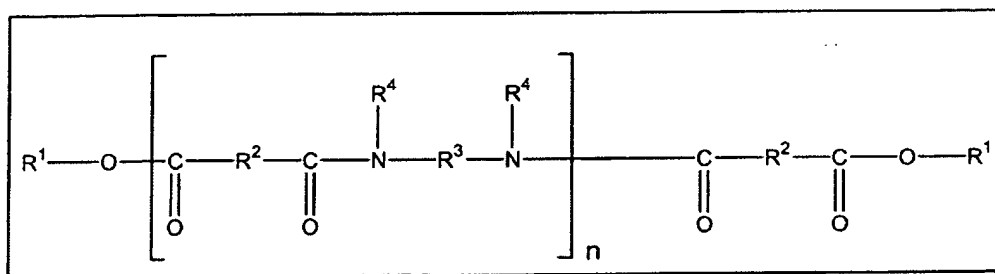 R⁴ R⁴
R¹ O C R² C N R³ N C R² C O R¹
O O O O
n